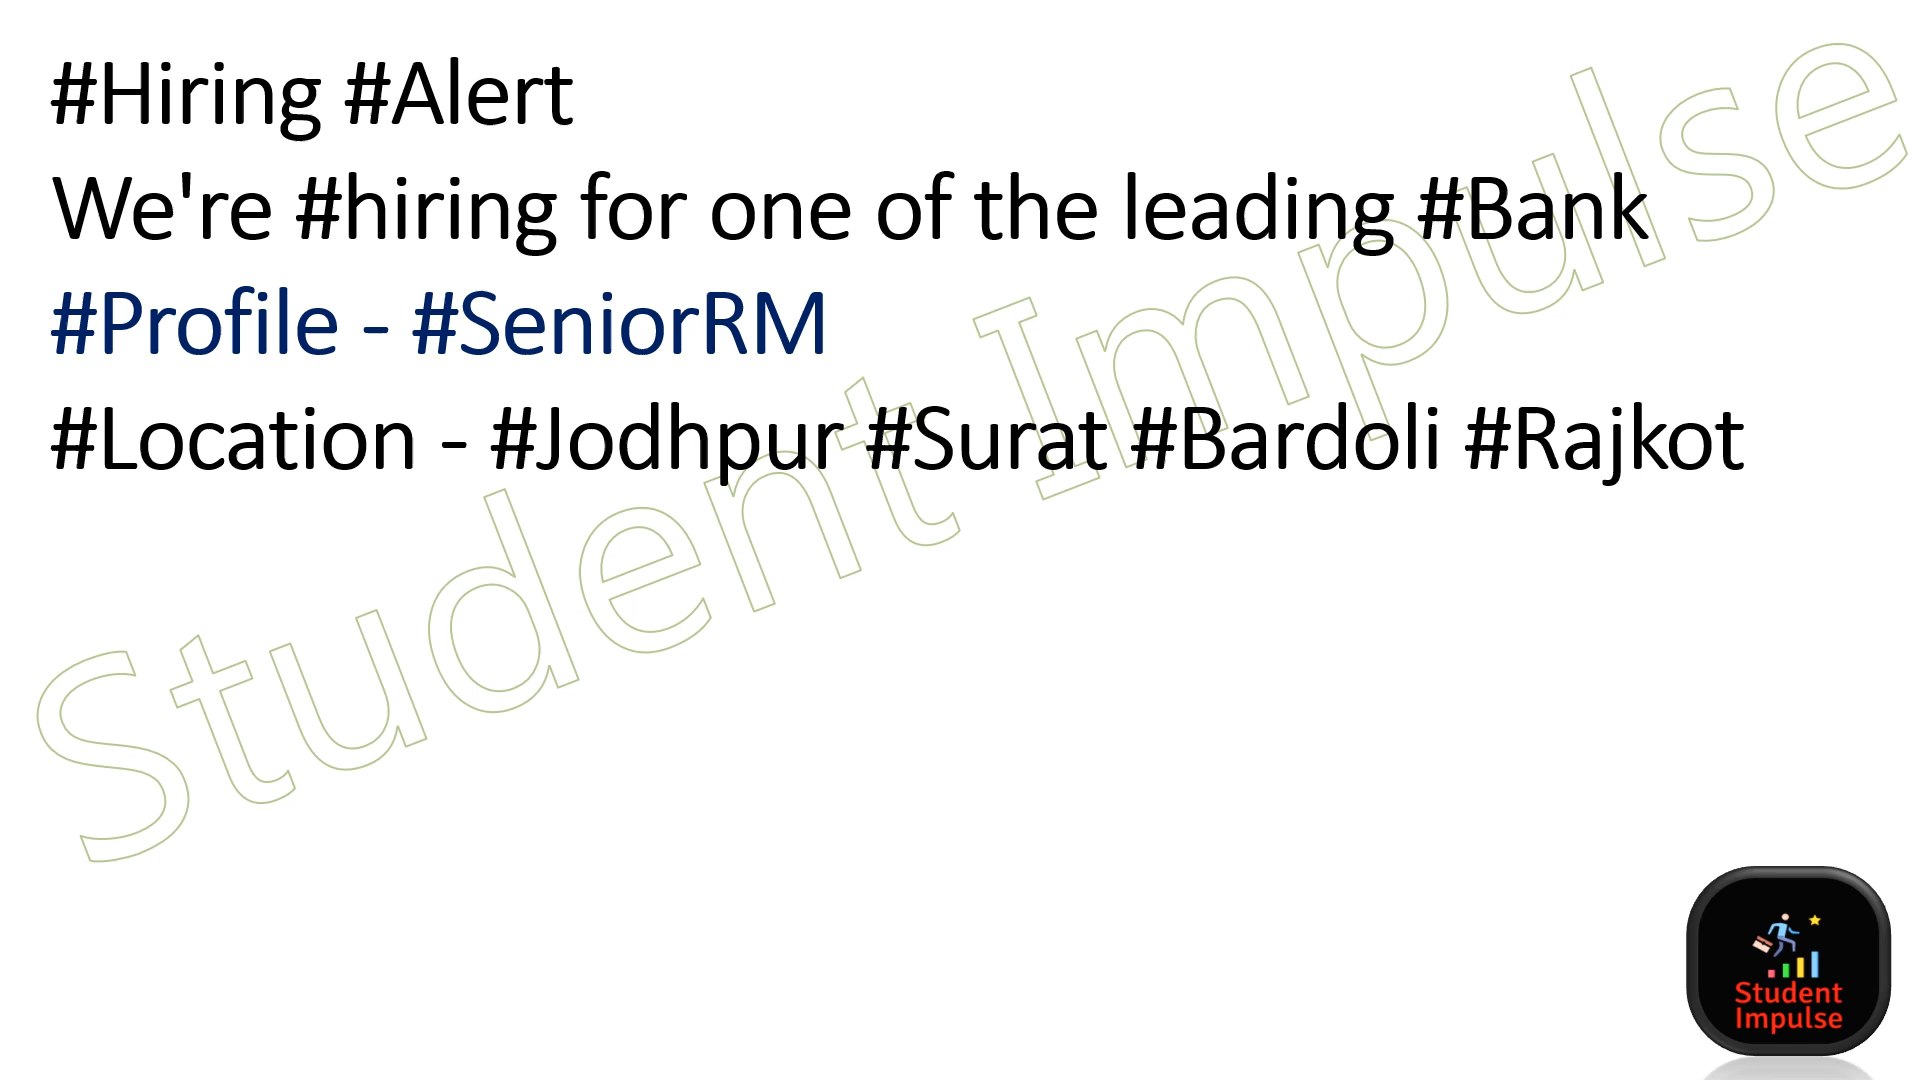 #Hiring #Alert
We're #hiring for one of the leading #Bank
#Profile - #SeniorRM
#Location - #Jodhpur #Surat #Bardoli #Rajkot
Student Impulse
Student
Impulse